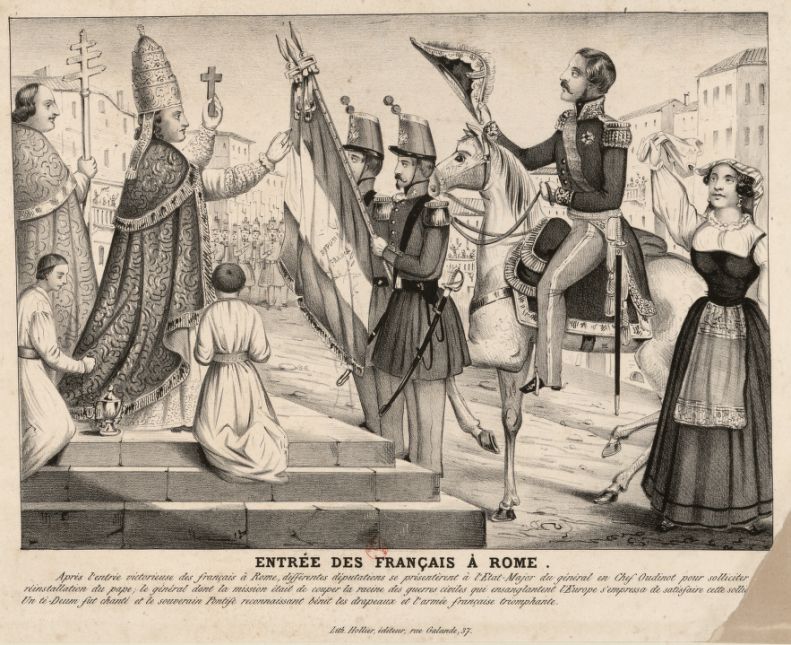 ENTRÉE DES FRANÇAIS À ROME.
Après l'entrée victorieuse des français à Rome, différentes députations se présentèrent à l'Etat-Major du général en Chef Oudinot pour solliciter
réinstallation du pape; le général dont la mission était de couper la racine des guerres civiles qui ensanglantent l'Europe s'empressa de satisfaire cette
Un te-Deum fut chanté et le souverain Pontife reconnaissant bénit les drapeaux et l'armée française triomphante.
Lith. Hollier, éditeur, rue Galande, 37.